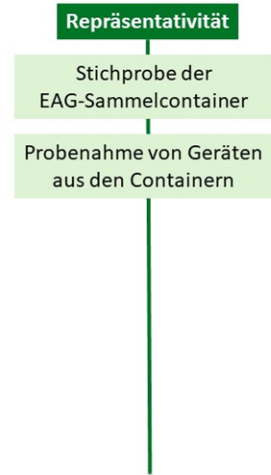 Repräsentativität
Stichprobe der
EAG-Sammelcontainer
Probenahme von Geräten
aus den Containern